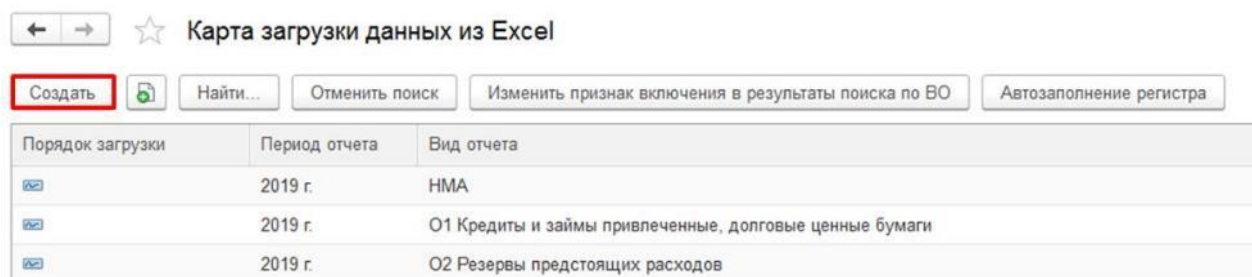 Карта загрузки данных из Excel
Создать Найти... Отменить поиск Изменить признак включения в результаты поиска по ВО Автозаполнение регистра
Порядок загрузки Период отчета Вид отчета
2019 г. НМА
2019 г. О1 Кредиты и займы привлеченные, долговые ценные бумаги
2019 г. О2 Резервы предстоящих расходов